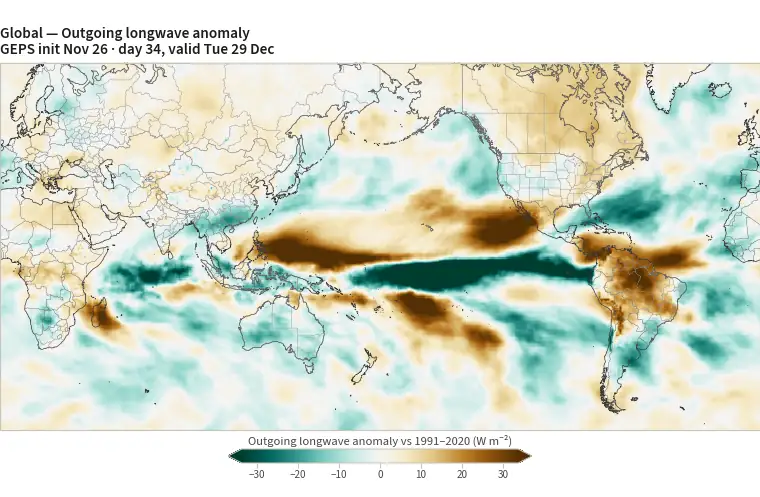 Global — Outgoing longwave anomaly
GEPS init Nov 26 · day 34, valid Tue 29 Dec
Outgoing longwave anomaly vs 1991–2020 (W m⁻²)
−30 −20 −10 0 10 20 30